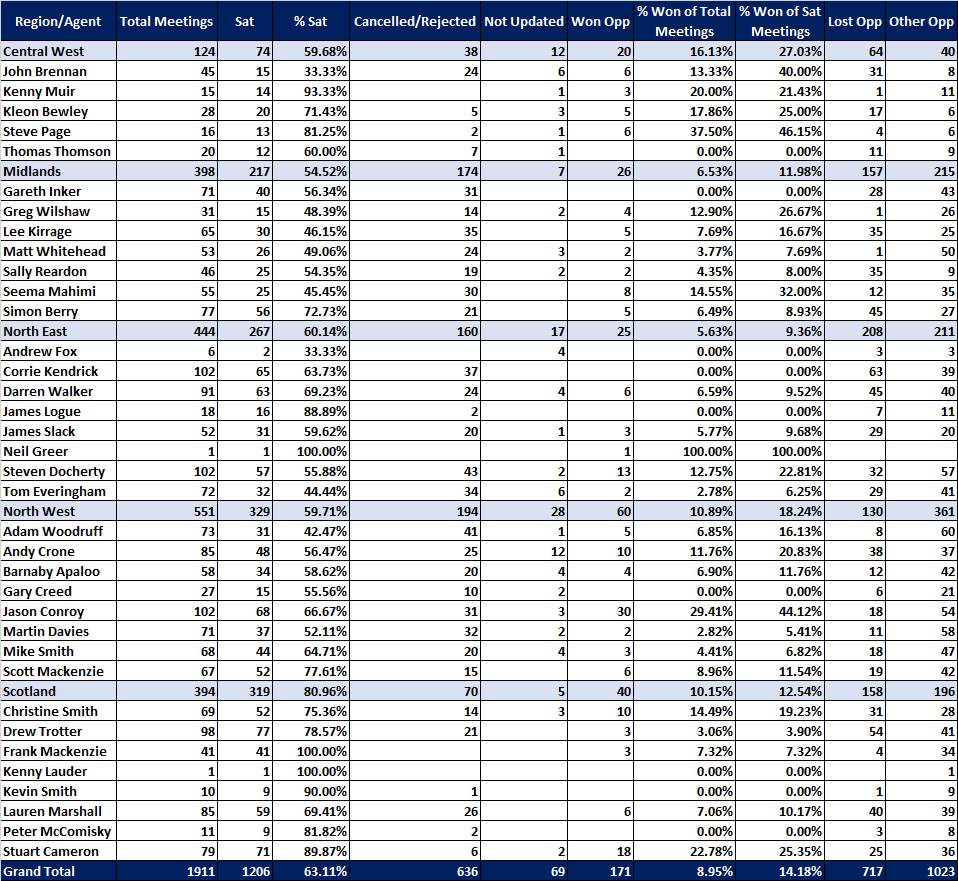 Region/Agent Total Meetings Sat % Sat Cancelled/Rejected Not Updated Won Opp % Won of Total Meetings % Won of Sat Meetings Lost Opp Other Opp
Central West 124 74 59.68% 38 12 20 16.13% 27.03% 64 40
John Brennan 45 15 33.33% 24 6 6 13.33% 40.00% 31 8
Kenny Muir 15 14 93.33% 1 3 20.00% 21.43% 1 11
Kleon Bewley 28 20 71.43% 5 3 5 17.86% 25.00% 17 6
Steve Page 16 13 81.25% 2 1 6 37.50% 46.15% 4 6
Thomas Thomson 20 12 60.00% 7 1 0.00% 0.00% 11 9
Midlands 398 217 54.52% 174 7 26 6.53% 11.98% 157 215
Gareth Inker 71 40 56.34% 31 0.00% 0.00% 28 43
Greg Wilshaw 31 15 48.39% 14 2 4 12.90% 26.67% 1 26
Lee Kirrage 65 30 46.15% 35 5 7.69% 16.67% 35 25
Matt Whitehead 53 26 49.06% 24 3 2 3.77% 7.69% 1 50
Sally Reardon 46 25 54.35% 19 2 2 4.35% 8.00% 35 9
Seema Mahimi 55 25 45.45% 30 8 14.55% 32.00% 12 35
Simon Berry 77 56 72.73% 21 5 6.49% 8.93% 45 27
North East 444 267 60.14% 160 17 25 5.63% 9.36% 208 211
Andrew Fox 6 2 33.33% 4 0.00% 0.00% 3 3
Corrie Kendrick 102 65 63.73% 37 0.00% 0.00% 63 39
Darren Walker 91 63 69.23% 24 4 6 6.59% 9.52% 45 40
James Logue 18 16 88.89% 2 0.00% 0.00% 7 11
James Slack 52 31 59.62% 20 1 3 5.77% 9.68% 29 20
Neil Greer 1 1 100.00% 1 100.00% 100.00%
Steven Docherty 102 57 55.88% 43 2 13 12.75% 22.81% 32 57
Tom Everingham 72 32 44.44% 34 6 2 2.78% 6.25% 29 41
North West 551 329 59.71% 194 28 60 10.89% 18.24% 130 361
Adam Woodruff 73 31 42.47% 41 1 5 6.85% 16.13% 8 60
Andy Crone 85 48 56.47% 25 12 10 11.76% 20.83% 38 37
Barnaby Apaloo 58 34 58.62% 20 4 4 6.90% 11.76% 12 42
Gary Creed 27 15 55.56% 10 2 0.00% 0.00% 6 21
Jason Conroy 102 68 66.67% 31 3 30 29.41% 44.12% 18 54
Martin Davies 71 37 52.11% 32 2 2 2.82% 5.41% 11 58
Mike Smith 68 44 64.71% 20 4 3 4.41% 6.82% 18 47
Scott Mackenzie 67 52 77.61% 15 6 8.96% 11.54% 19 42
Scotland 394 319 80.96% 70 5 40 10.15% 12.54% 158 196
Christine Smith 69 52 75.36% 14 3 10 14.49% 19.23% 31 28
Drew Trotter 98 77 78.57% 21 3 3.06% 3.90% 54 41
Frank Mackenzie 41 41 100.00% 3 7.32% 7.32% 4 34
Kenny Lauder 1 1 100.00% 0.00% 0.00% 1
Kevin Smith 10 9 90.00% 1 0.00% 0.00% 1 9
Lauren Marshall 85 59 69.41% 26 6 7.06% 10.17% 40 39
Peter McComisky 11 9 81.82% 2 0.00% 0.00% 3 8
Stuart Cameron 79 71 89.87% 6 2 18 22.78% 25.35% 25 36
Grand Total 1911 1206 63.11% 636 69 171 8.95% 14.18% 717 1023